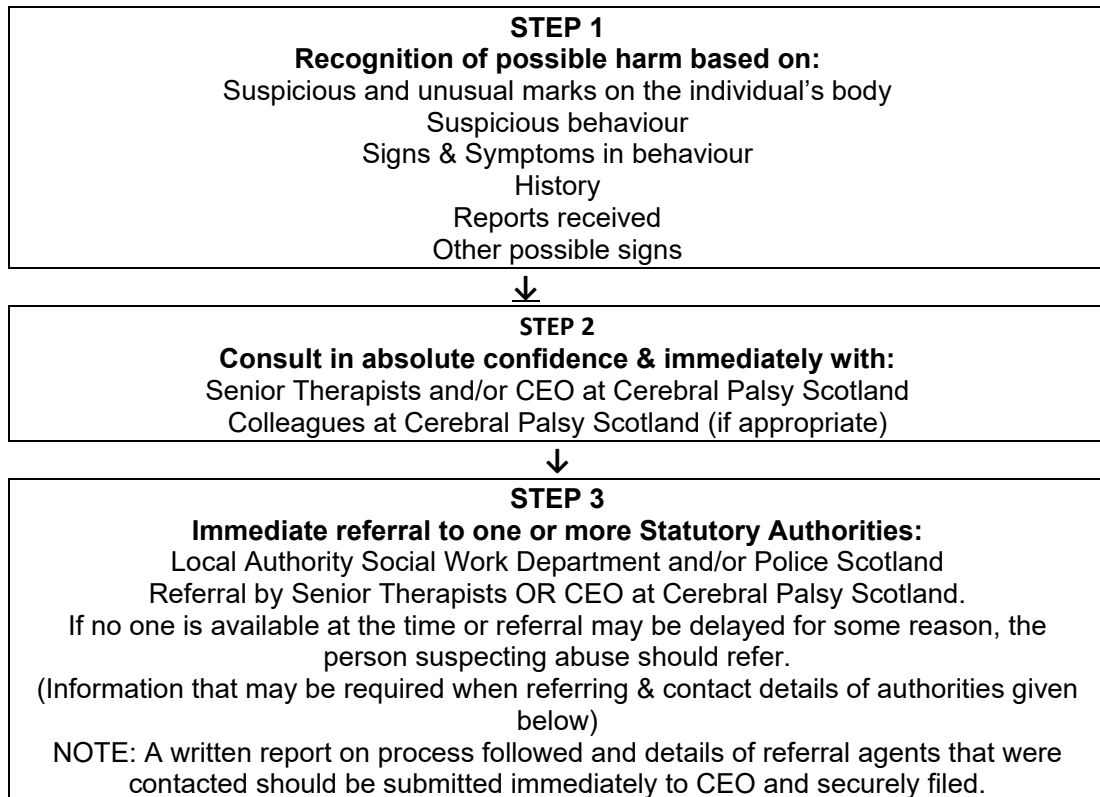 STEP 1
Recognition of possible harm based on:
Suspicious and unusual marks on the individual’s body
Suspicious behaviour
Signs & Symptoms in behaviour
History
Reports received
Other possible signs
↓
STEP 2
Consult in absolute confidence & immediately with:
Senior Therapists and/or CEO at Cerebral Palsy Scotland
Colleagues at Cerebral Palsy Scotland (if appropriate)
↓
STEP 3
Immediate referral to one or more Statutory Authorities:
Local Authority Social Work Department and/or Police Scotland
Referral by Senior Therapists OR CEO at Cerebral Palsy Scotland.
If no one is available at the time or referral may be delayed for some reason, the
person suspecting abuse should refer.
(Information that may be required when referring & contact details of authorities given
below)
NOTE: A written report on process followed and details of referral agents that were
contacted should be submitted immediately to CEO and securely filed.